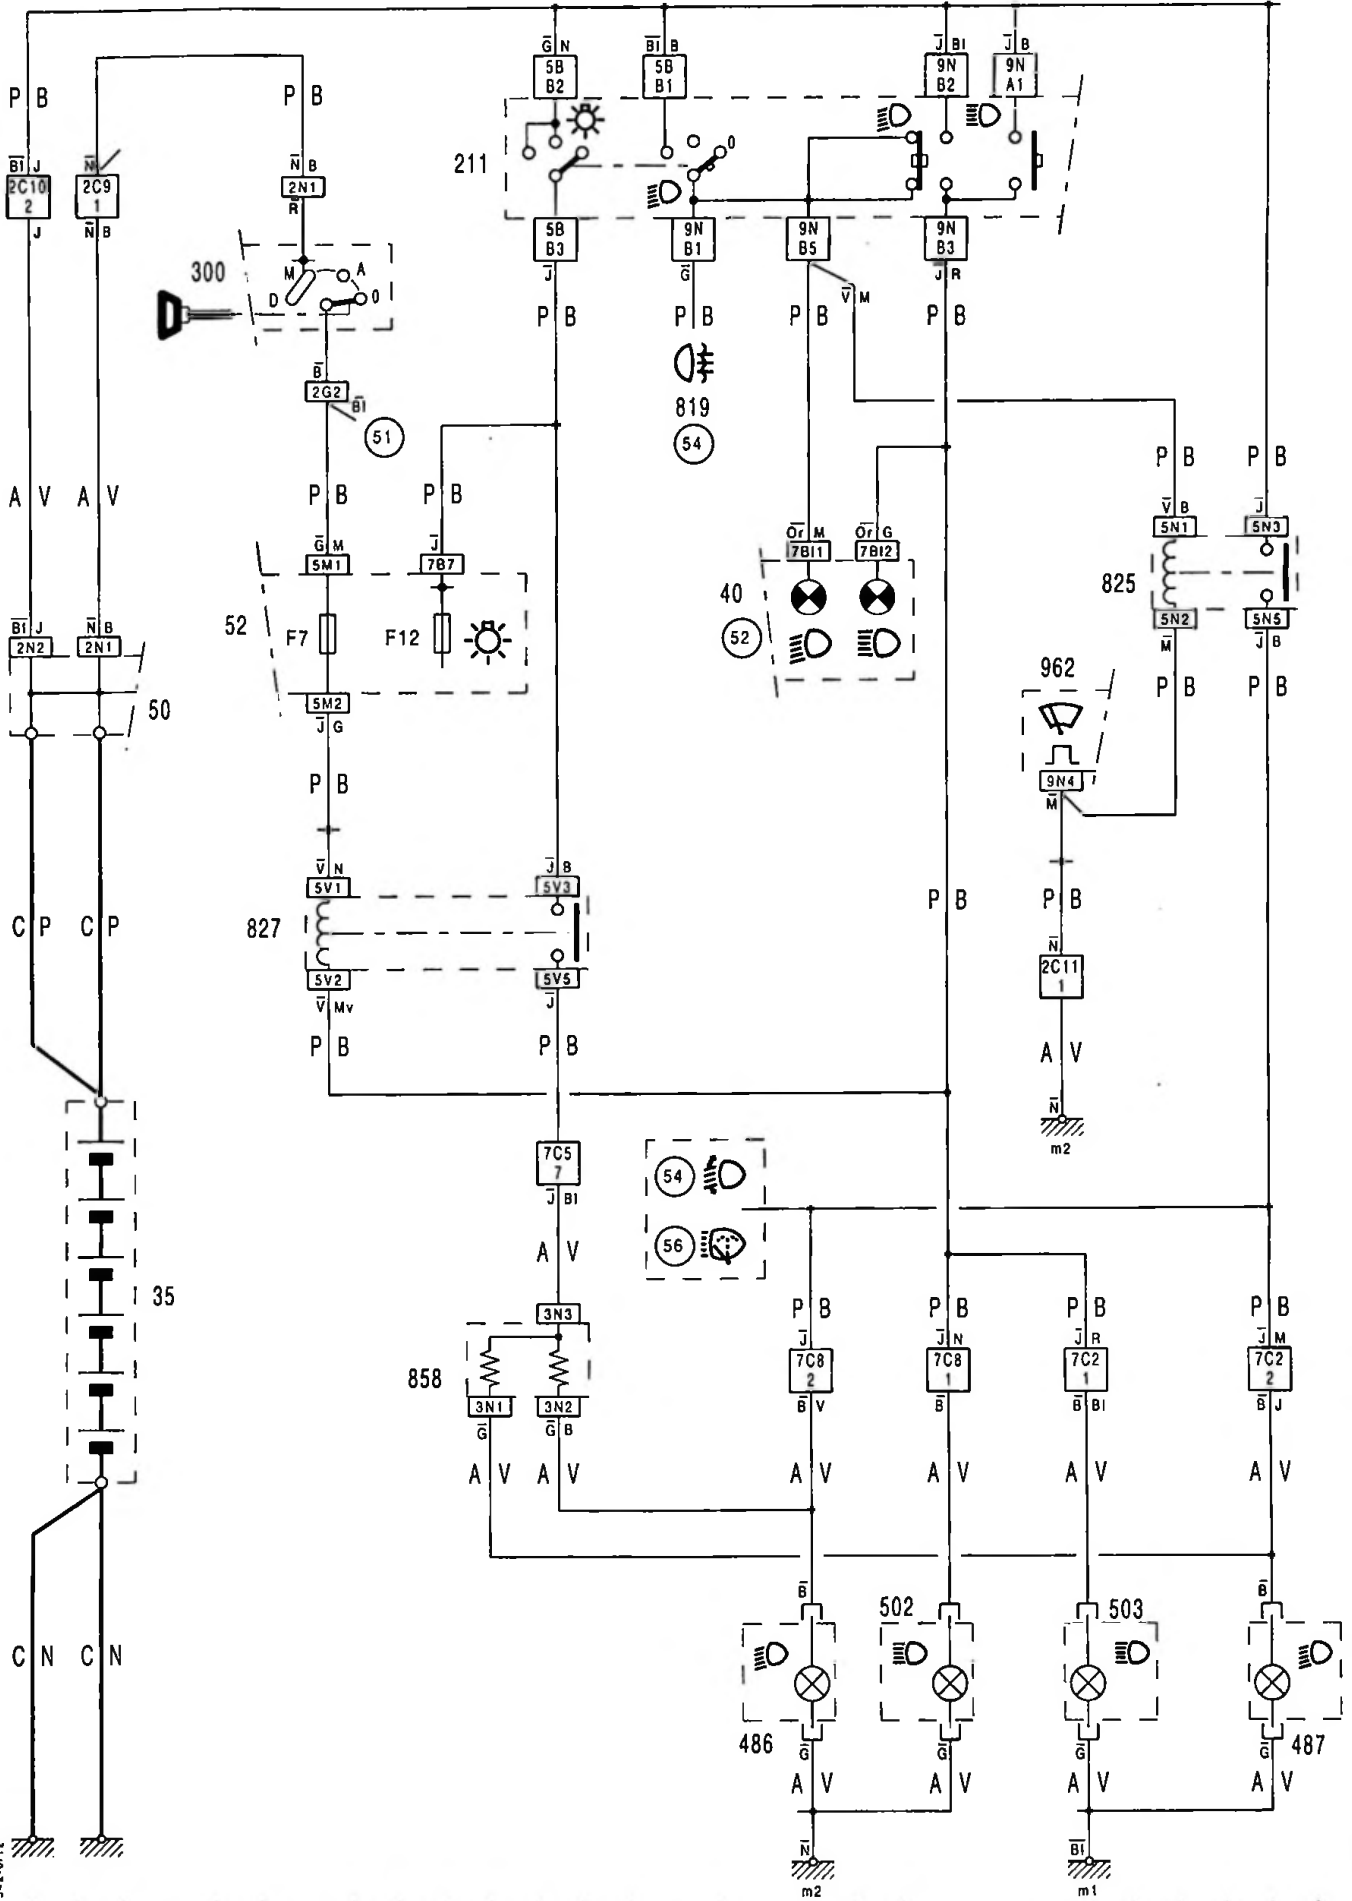 G N
Bl B
J Bl
J B
5B
B2
5B
B1
9N
B2
9N
A1
P B
P B
211
0
Bl J
N
N B
2C10
2
2C9
1
2N1
R
J
N B
5B
B3
9N
B1
9N
B5
9N
B3
J
G
V M
J R
300
M
A
D
0
P B
P B
P B
P B
B
2G2
Bl
51
819
54
P B
P B
A V
A V
P B
P B
V B
J
5N1
5N3
G M
J
5M1
7B7
Or M
Or G
7Bl1
7Bl2
825
52
F7
F12
40
52
5N2
5N5
M
J B
Bl J
N B
2N2
2N1
50
5M2
J G
962
P B
P B
9N4
M
P B
V N
J B
5V1
5V3
827
C P
C P
P B
P B
N
2C11
1
5V2
5V5
V Mv
J
P B
P B
A V
N
m2
7C5
7
J Bl
54
56
A V
35
3N3
P B
P B
P B
P B
J
J N
J R
J M
7C8
2
7C8
1
7C2
1
7C2
2
B V
B
B Bl
B J
858
3N1
3N2
G
G B
A V
A V
A V
A V
A V
A V
B
502
503
B
C N
C N
486
G
G
G
G
487
A V
A V
A V
A V
N
m2
Bl
m1